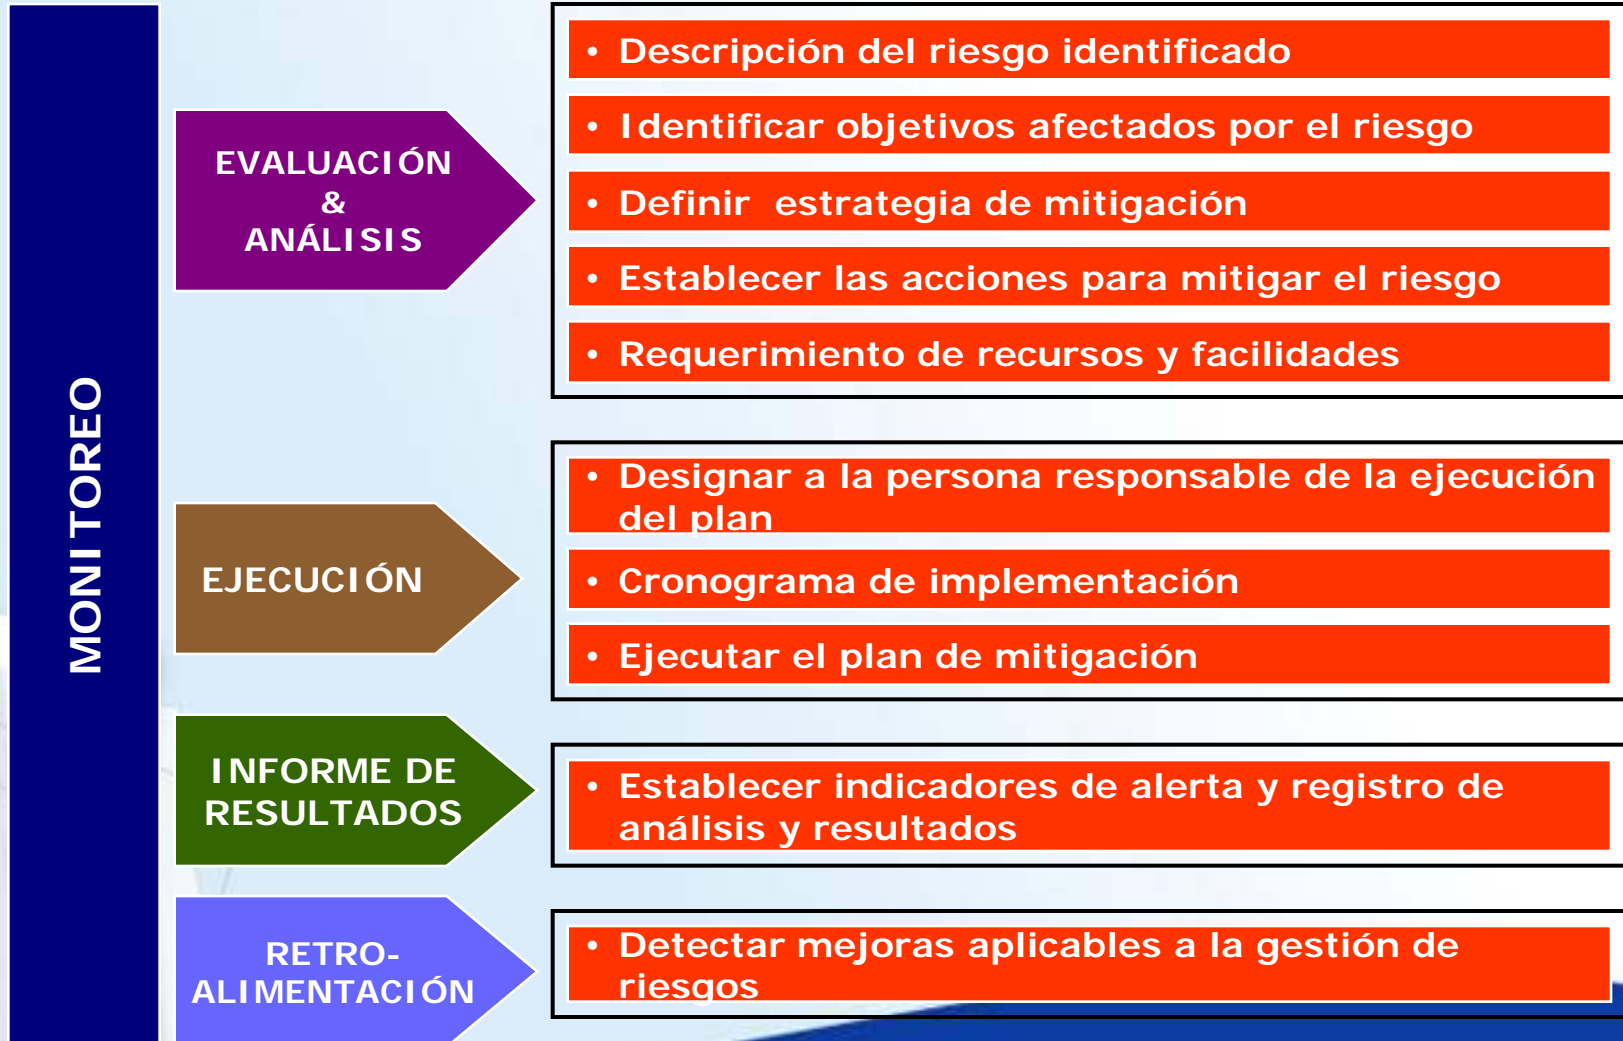 MONITOREO
EVALUACIÓN
&
ANÁLISIS
• Descripción del riesgo identificado
• Identificar objetivos afectados por el riesgo
• Definir estrategia de mitigación
• Establecer las acciones para mitigar el riesgo
• Requerimiento de recursos y facilidades
EJECUCIÓN
• Designar a la persona responsable de la ejecución
del plan
• Cronograma de implementación
• Ejecutar el plan de mitigación
INFORME DE
RESULTADOS
• Establecer indicadores de alerta y registro de
análisis y resultados
RETRO-
ALIMENTACIÓN
• Detectar mejoras aplicables a la gestión de
riesgos